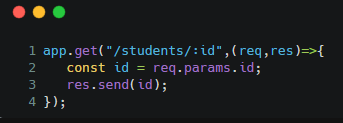 1 app.get("/students/:id",(req,res)=>{
2    const id = req.params.id;
3    res.send(id);
4 });